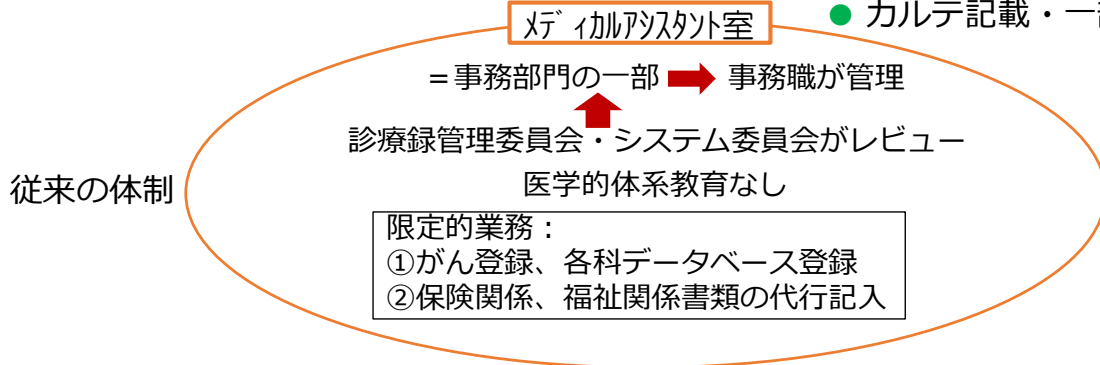 ﾒﾃﾞｨｶﾙｱｼｽﾀﾝﾄ室
● カルテ記載・一
＝事務部門の一部 事務職が管理
診療録管理委員会・システム委員会がレビュー
従来の体制
医学的体系教育なし
限定的業務：
①がん登録、各科データベース登録
②保険関係、福祉関係書類の代行記入